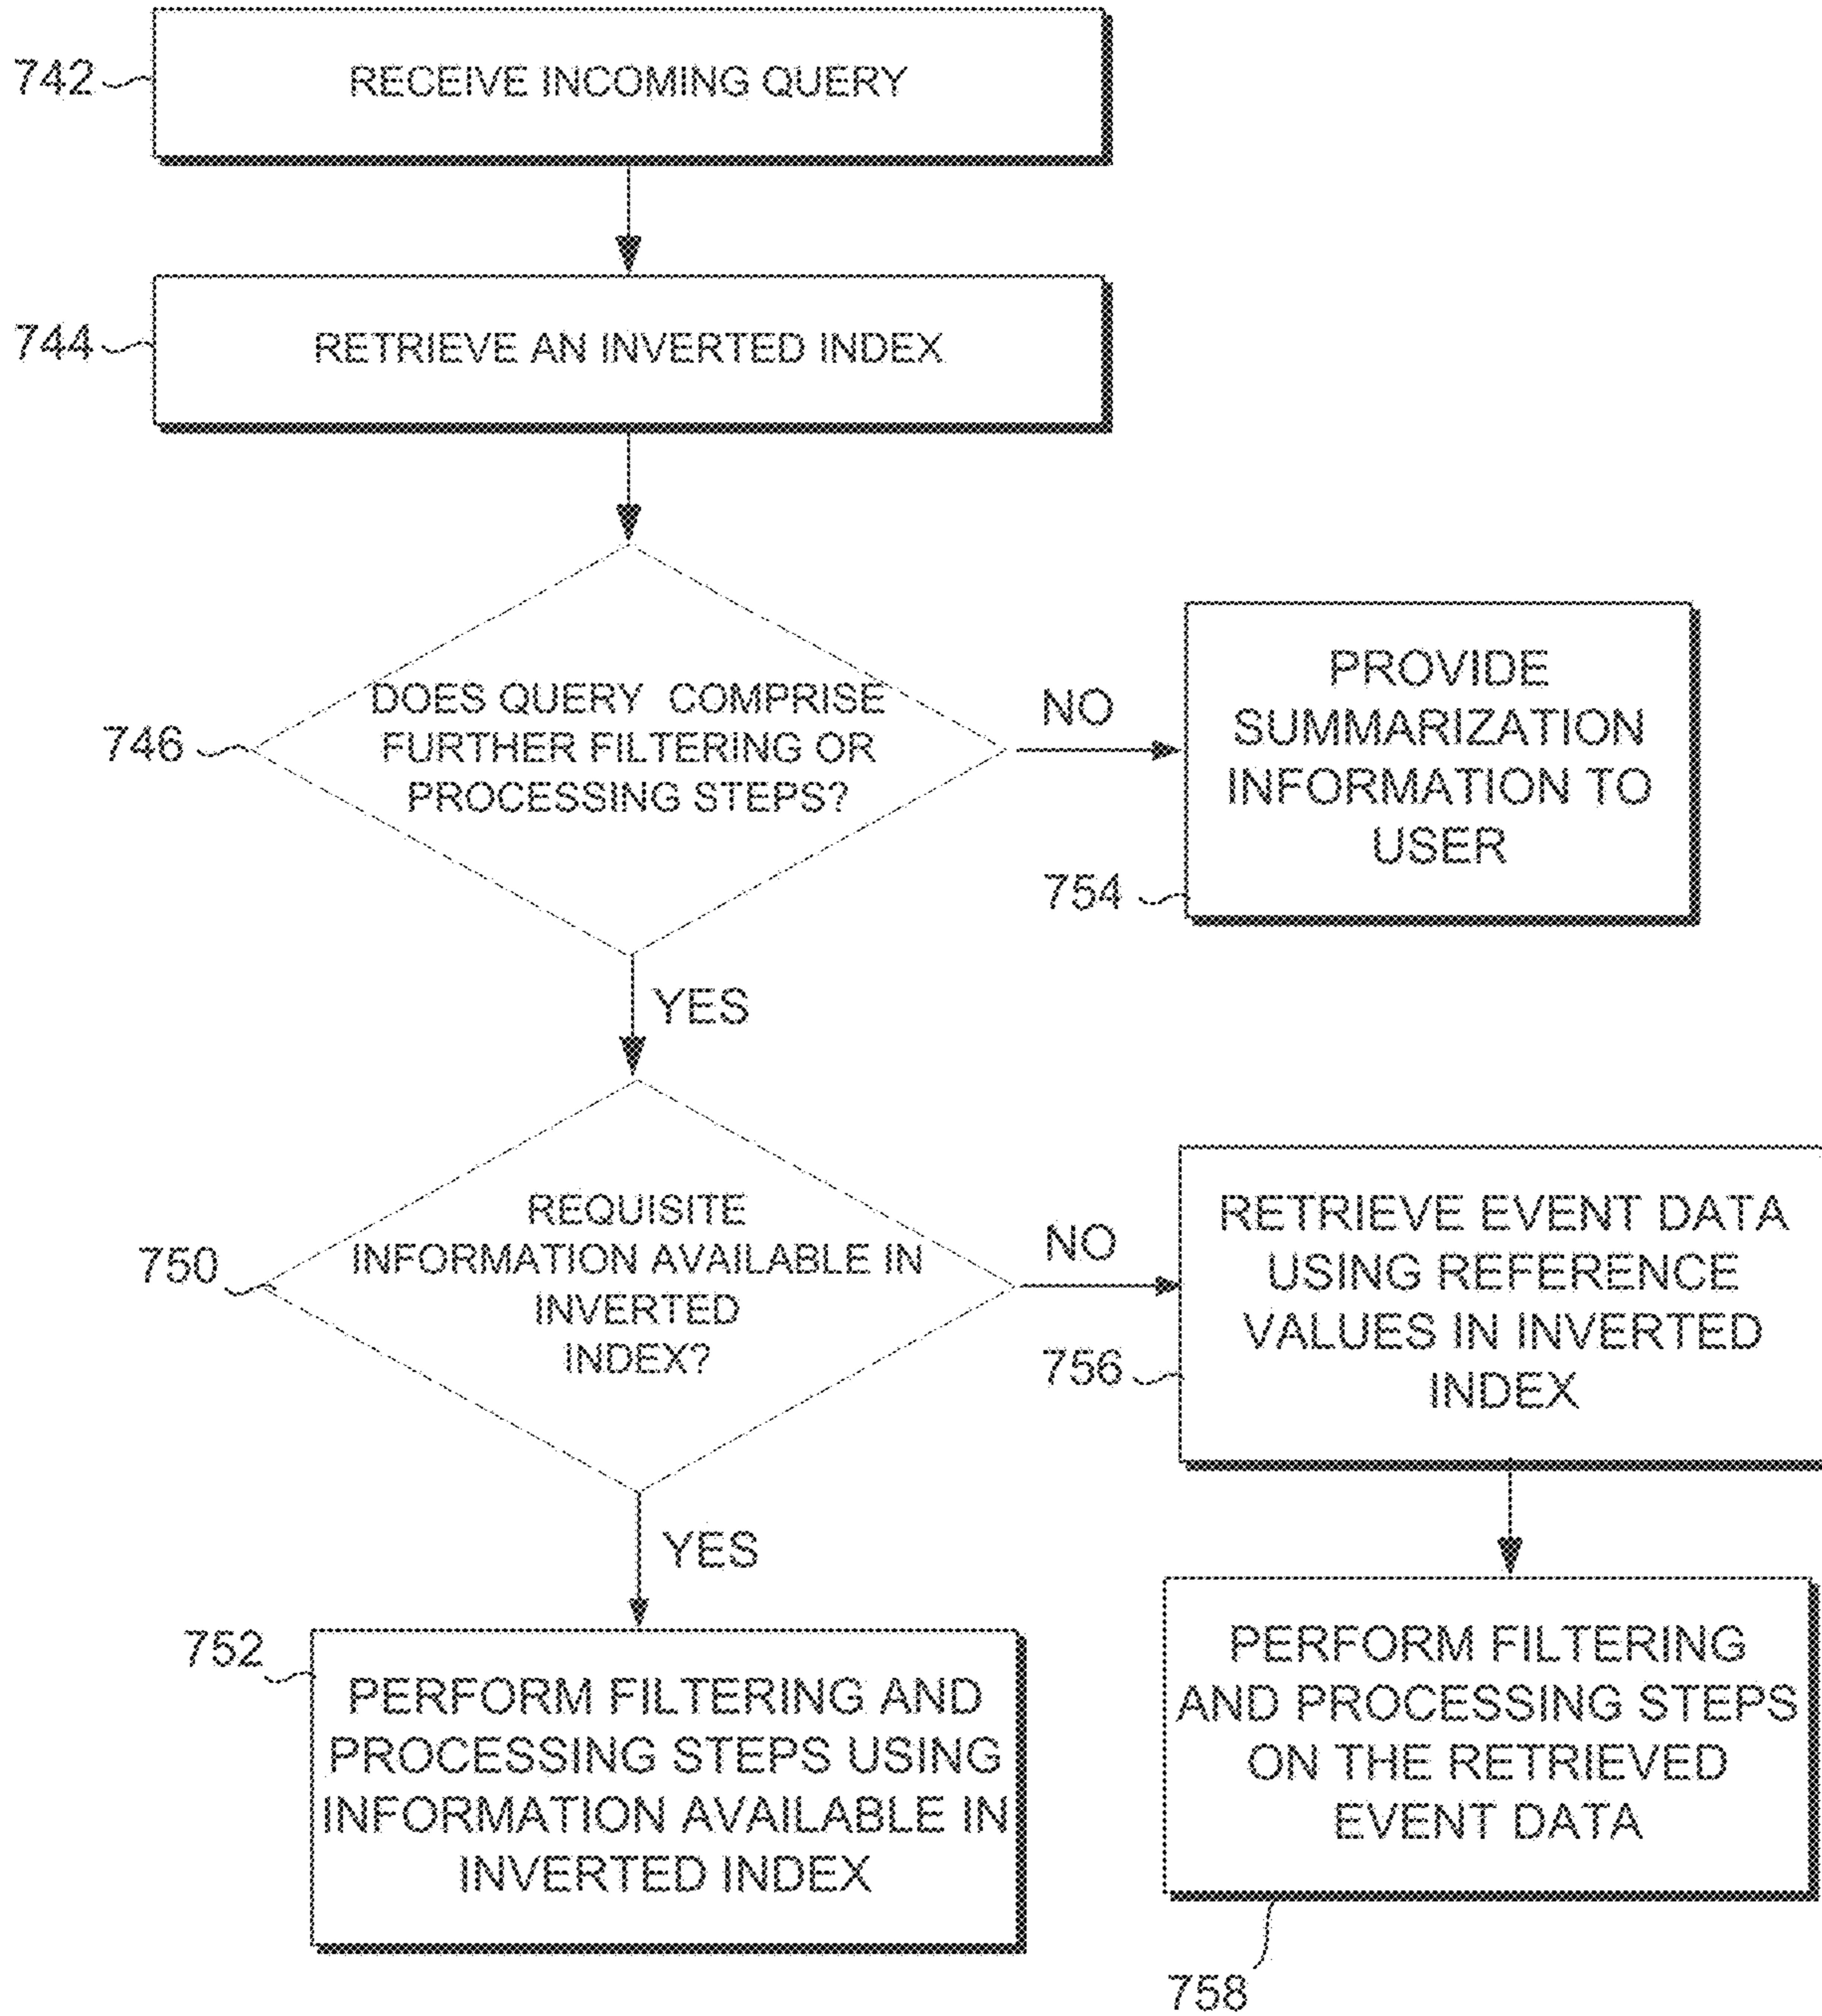 742
RECEIVE INCOMING QUERY
744
RETRIEVE AN INVERTED INDEX
746
DOES QUERY COMPRISE
FURTHER FILTERING OR
PROCESSING STEPS?
NO
PROVIDE
SUMMARIZATION
INFORMATION TO
USER
754
YES
750
REQUISITE
INFORMATION AVAILABLE IN
INVERTED
INDEX?
NO
RETRIEVE EVENT DATA
USING REFERENCE
VALUES IN INVERTED
INDEX
756
YES
752
PERFORM FILTERING AND
PROCESSING STEPS USING
INFORMATION AVAILABLE IN
INVERTED INDEX
PERFORM FILTERING
AND PROCESSING STEPS
ON THE RETRIEVED
EVENT DATA
758